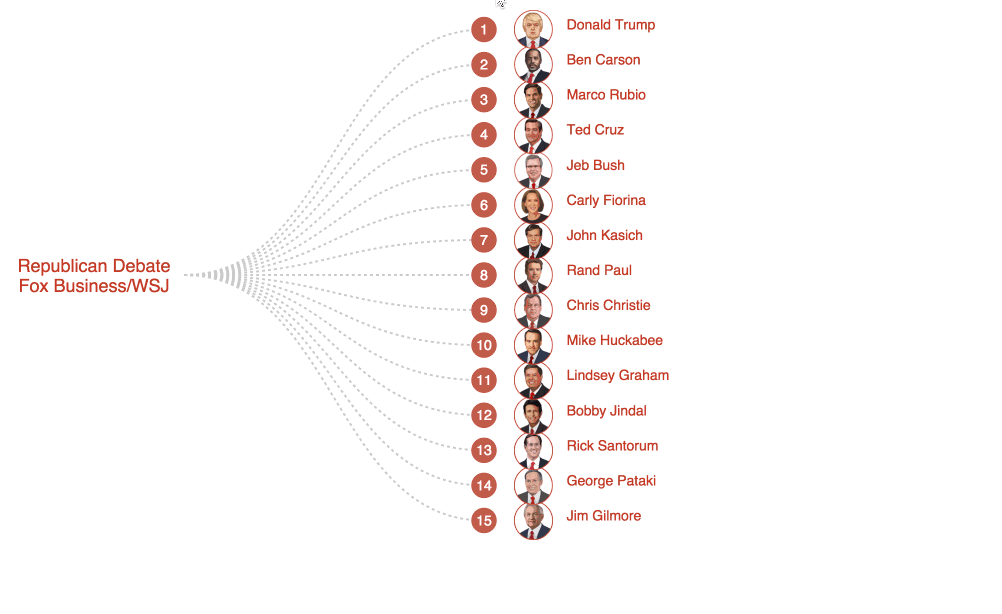 1 Donald Trump
2 Ben Carson
3 Marco Rubio
4 Ted Cruz
5 Jeb Bush
6 Carly Fiorina
7 John Kasich
Republican Debate
Fox Business/WSJ
8 Rand Paul
9 Chris Christie
10 Mike Huckabee
11 Lindsey Graham
12 Bobby Jindal
13 Rick Santorum
14 George Pataki
15 Jim Gilmore